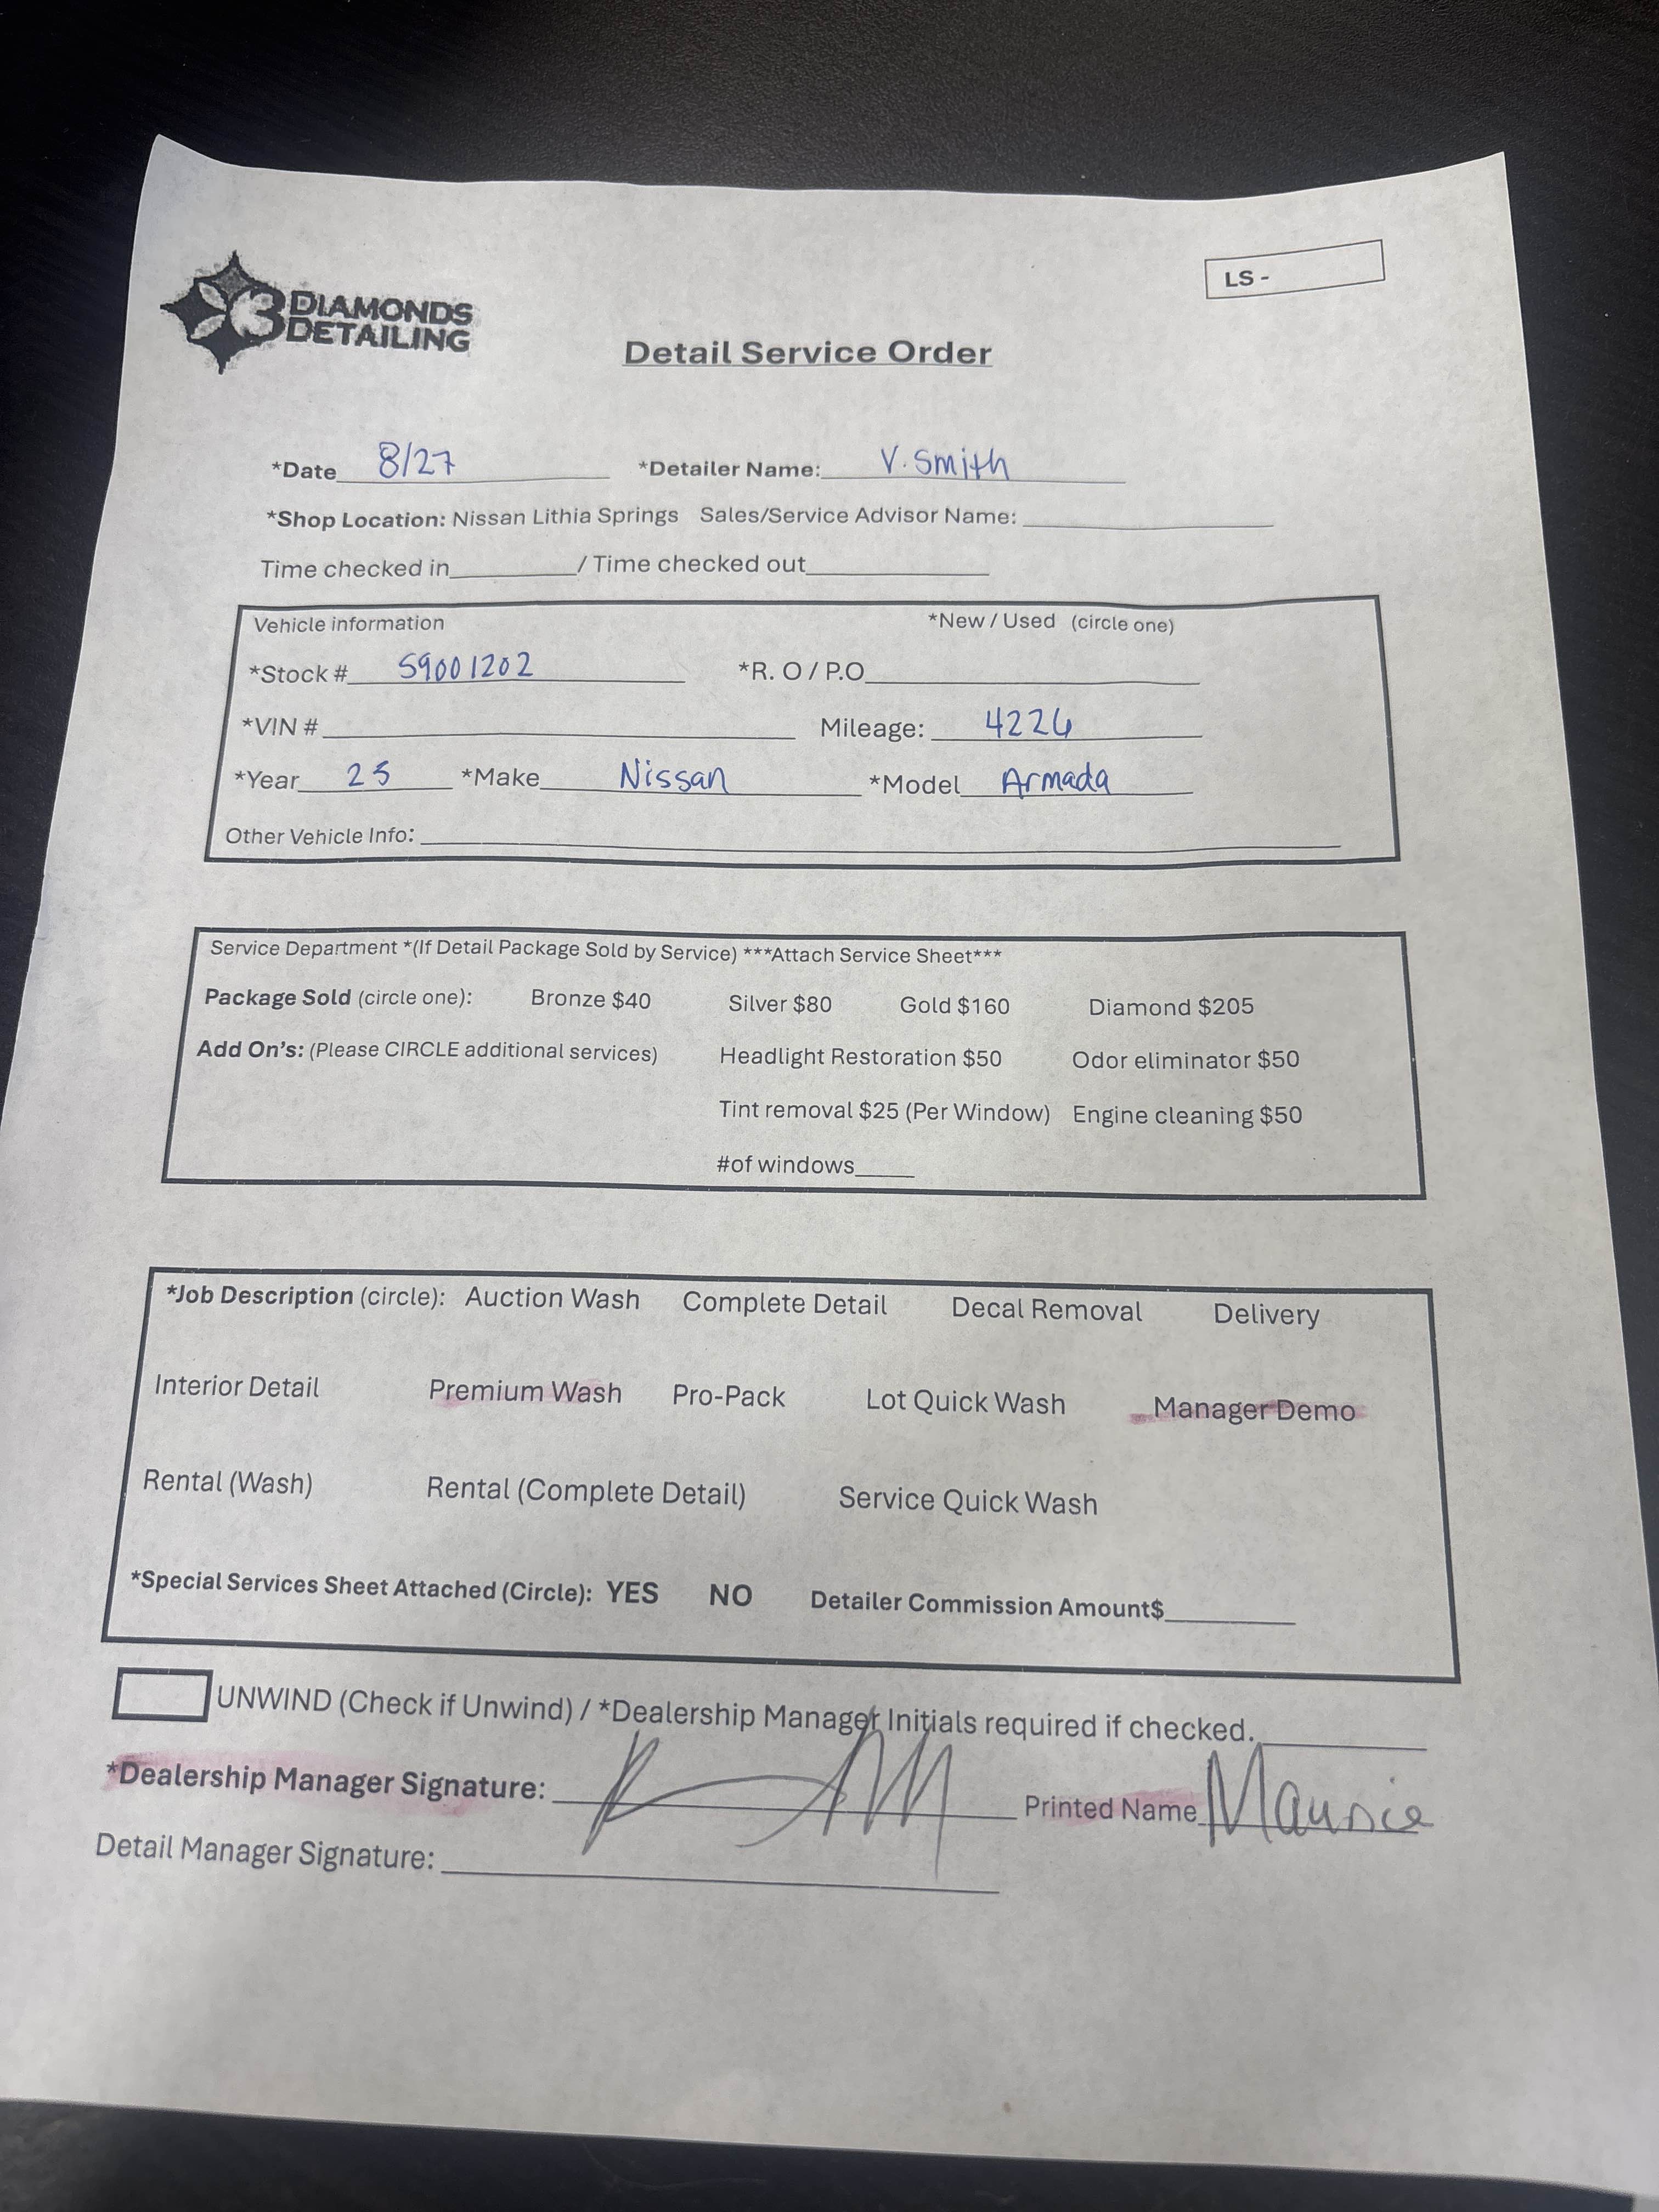 3 DIAMONDS DETAILING
LS -
Detail Service Order
*Date 8/27 *Detailer Name: V. Smith
*Shop Location: Nissan Lithia Springs Sales/Service Advisor Name:
Time checked in / Time checked out
Vehicle information *New / Used (circle one)
*Stock # S9001202 *R. O / P.O
*VIN # Mileage: 4226
*Year 25 *Make Nissan *Model Armada
Other Vehicle Info:
Service Department *(If Detail Package Sold by Service) ***Attach Service Sheet***
Package Sold (circle one): Bronze $40 Silver $80 Gold $160 Diamond $205
Add On's: (Please CIRCLE additional services) Headlight Restoration $50 Odor eliminator $50
Tint removal $25 (Per Window) Engine cleaning $50
#of windows
*Job Description (circle): Auction Wash Complete Detail Decal Removal Delivery
Interior Detail Premium Wash Pro-Pack Lot Quick Wash Manager Demo
Rental (Wash) Rental (Complete Detail) Service Quick Wash
*Special Services Sheet Attached (Circle): YES NO Detailer Commission Amount$
UNWIND (Check if Unwind) / *Dealership Manager Initials required if checked.
*Dealership Manager Signature: Printed Name Maurice
Detail Manager Signature: